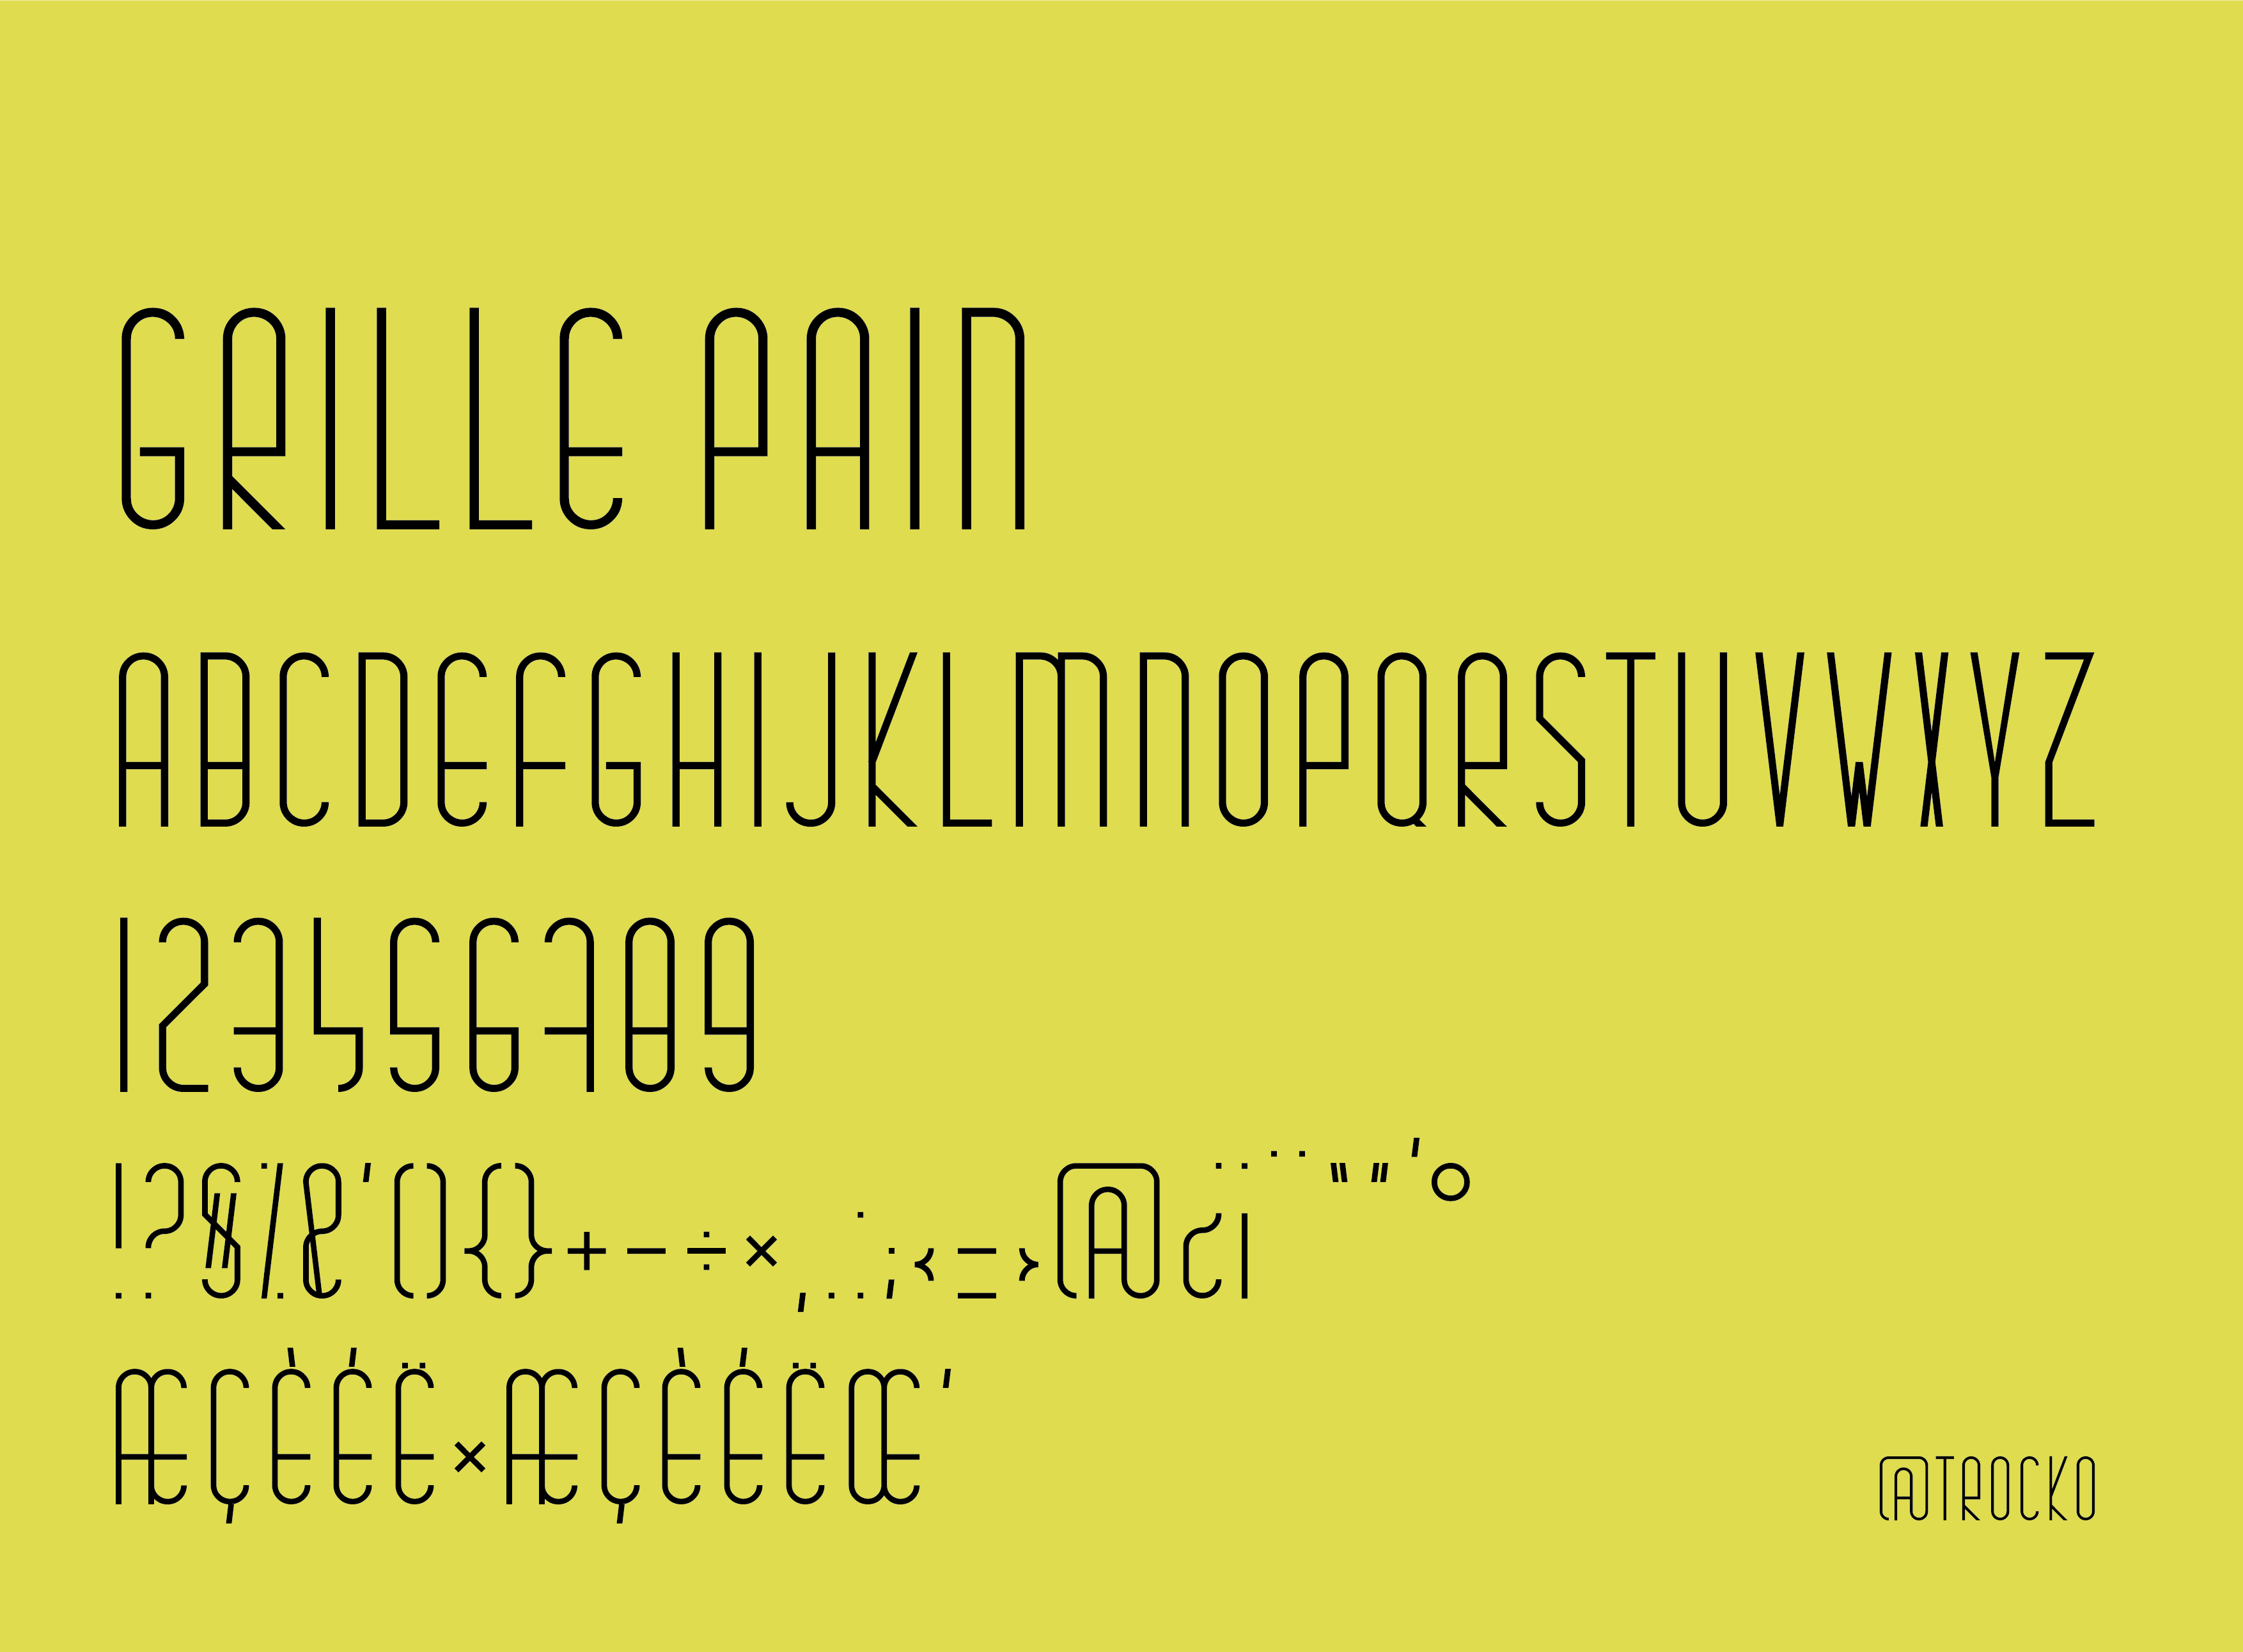 GRILLE PAIN
ABCDEFGHIJKLMNOPQRSTUVWXYZ
123456789
!?$%&'(){}+−÷×,.:;<=>@¿¡¨""'°
ÆÇÈÉË×ÆÇÈÉËŒ'
@TROCKO